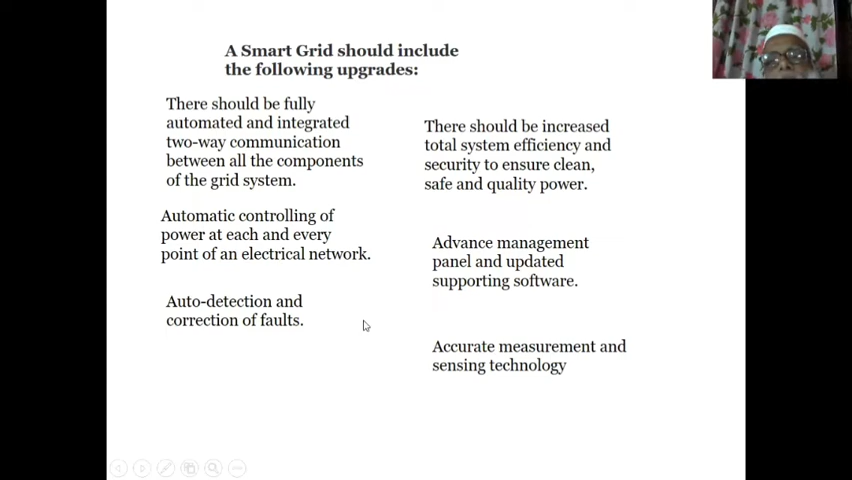 A Smart Grid should include
the following upgrades:
There should be fully
automated and integrated
two-way communication
between all the components
of the grid system.
Automatic controlling of
power at each and every
point of an electrical network.
Auto-detection and
correction of faults.
There should be increased
total system efficiency and
security to ensure clean,
safe and quality power.
Advance management
panel and updated
supporting software.
Accurate measurement and
sensing technology